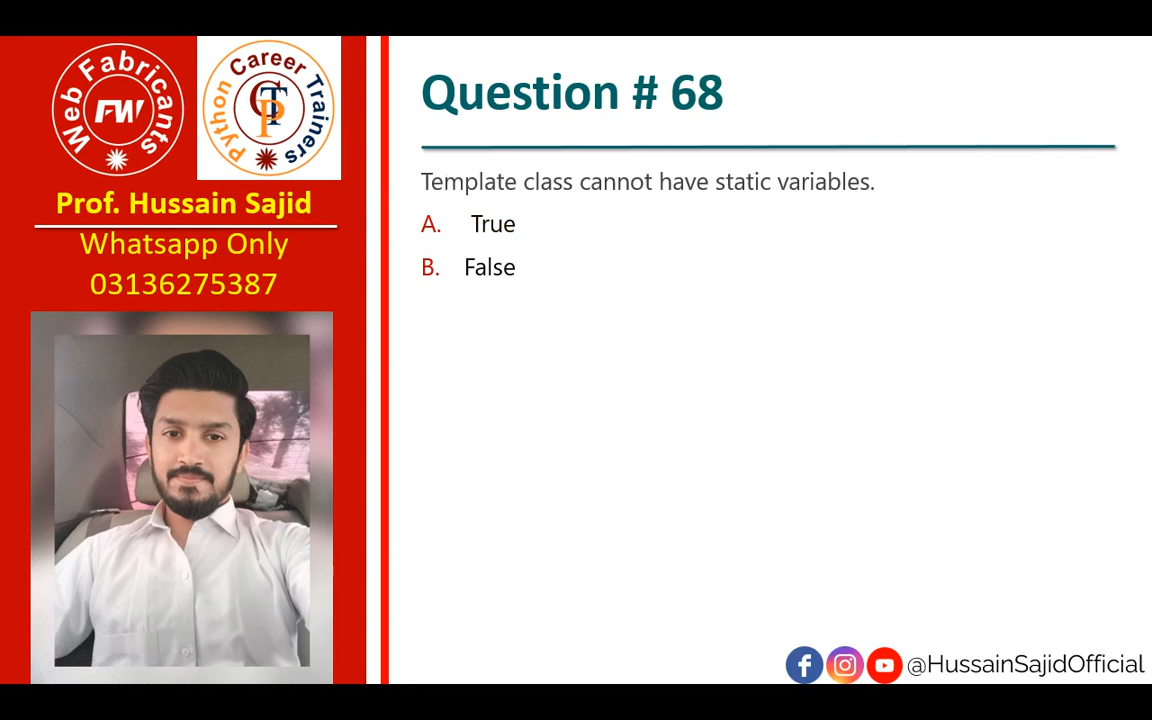 Web Fabricants
FW
Python Career Trainers
CTP
Prof. Hussain Sajid
Whatsapp Only
03136275387
Question # 68
Template class cannot have static variables.
A. True
B. False
@HussainSajidOfficial